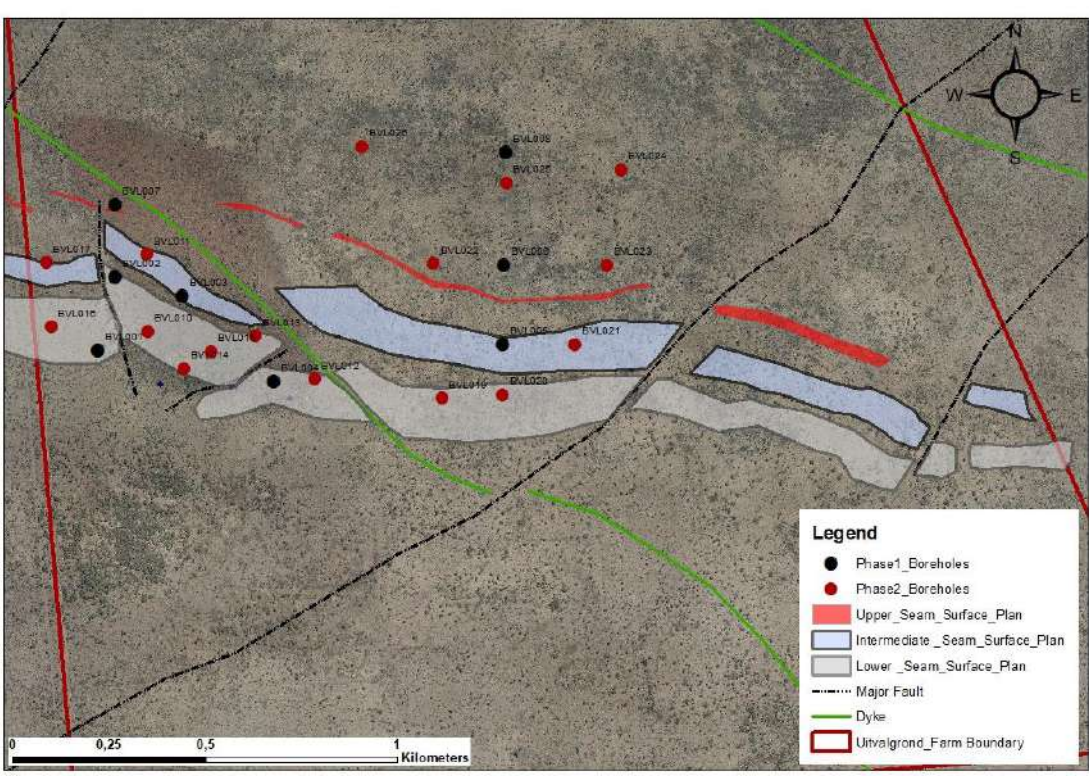 N
W E
S
BVL026
BVL008
BVL025
BVL024
BVL007
BVL011
BVL017
BVL002
BVL003
BVL022
BVL009
BVL023
BVL016
BVL001
BVL010
BVL013
BVL014
BVL004
BVL012
BVL021
BVL019
BVL020
Legend
Phase1_Boreholes
Phase2_Boreholes
Upper_Seam_Surface_Plan
Intermediate _Seam_Surface_Plan
Lower _Seam_Surface_Plan
Major Fault
Dyke
Uitvalgrond_Farm Boundary
0 0,25 0,5 1
Kilometers